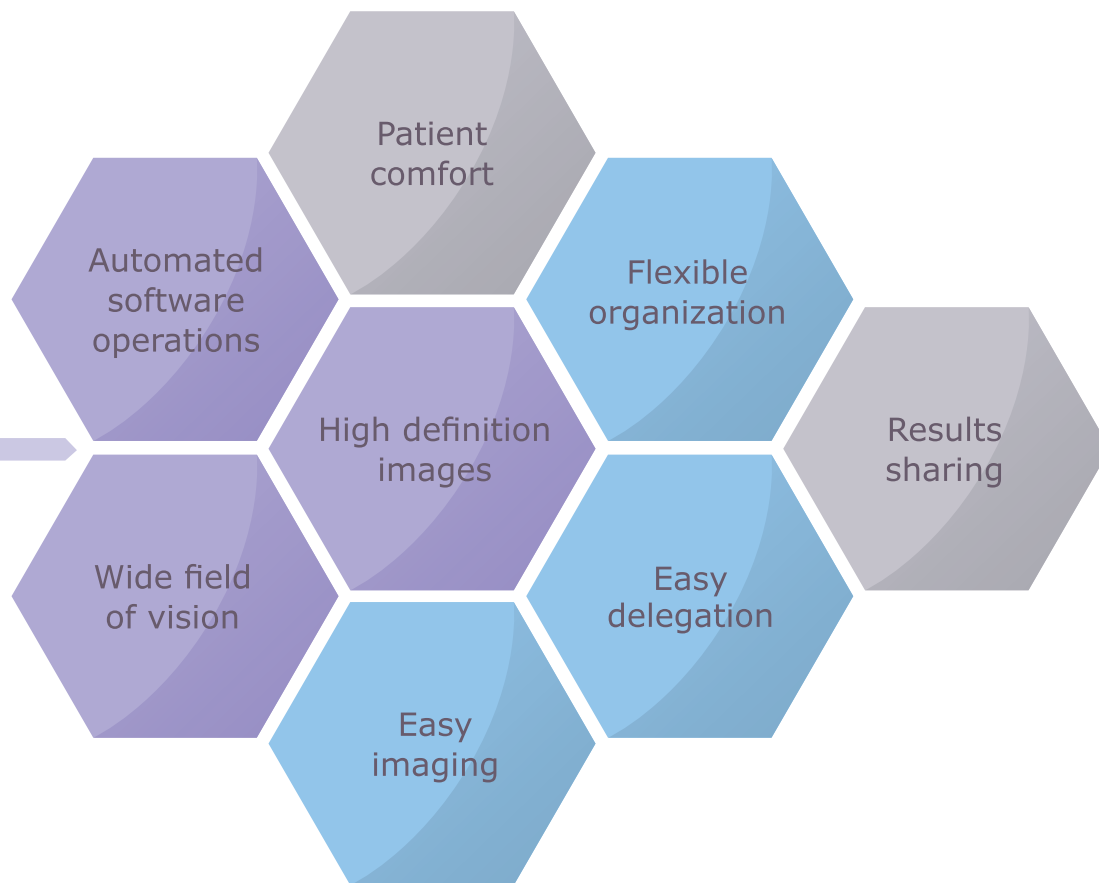 Patient
comfort
Automated
software
operations
Flexible
organization
High definition
images
Results
sharing
Wide field
of vision
Easy
delegation
Easy
imaging